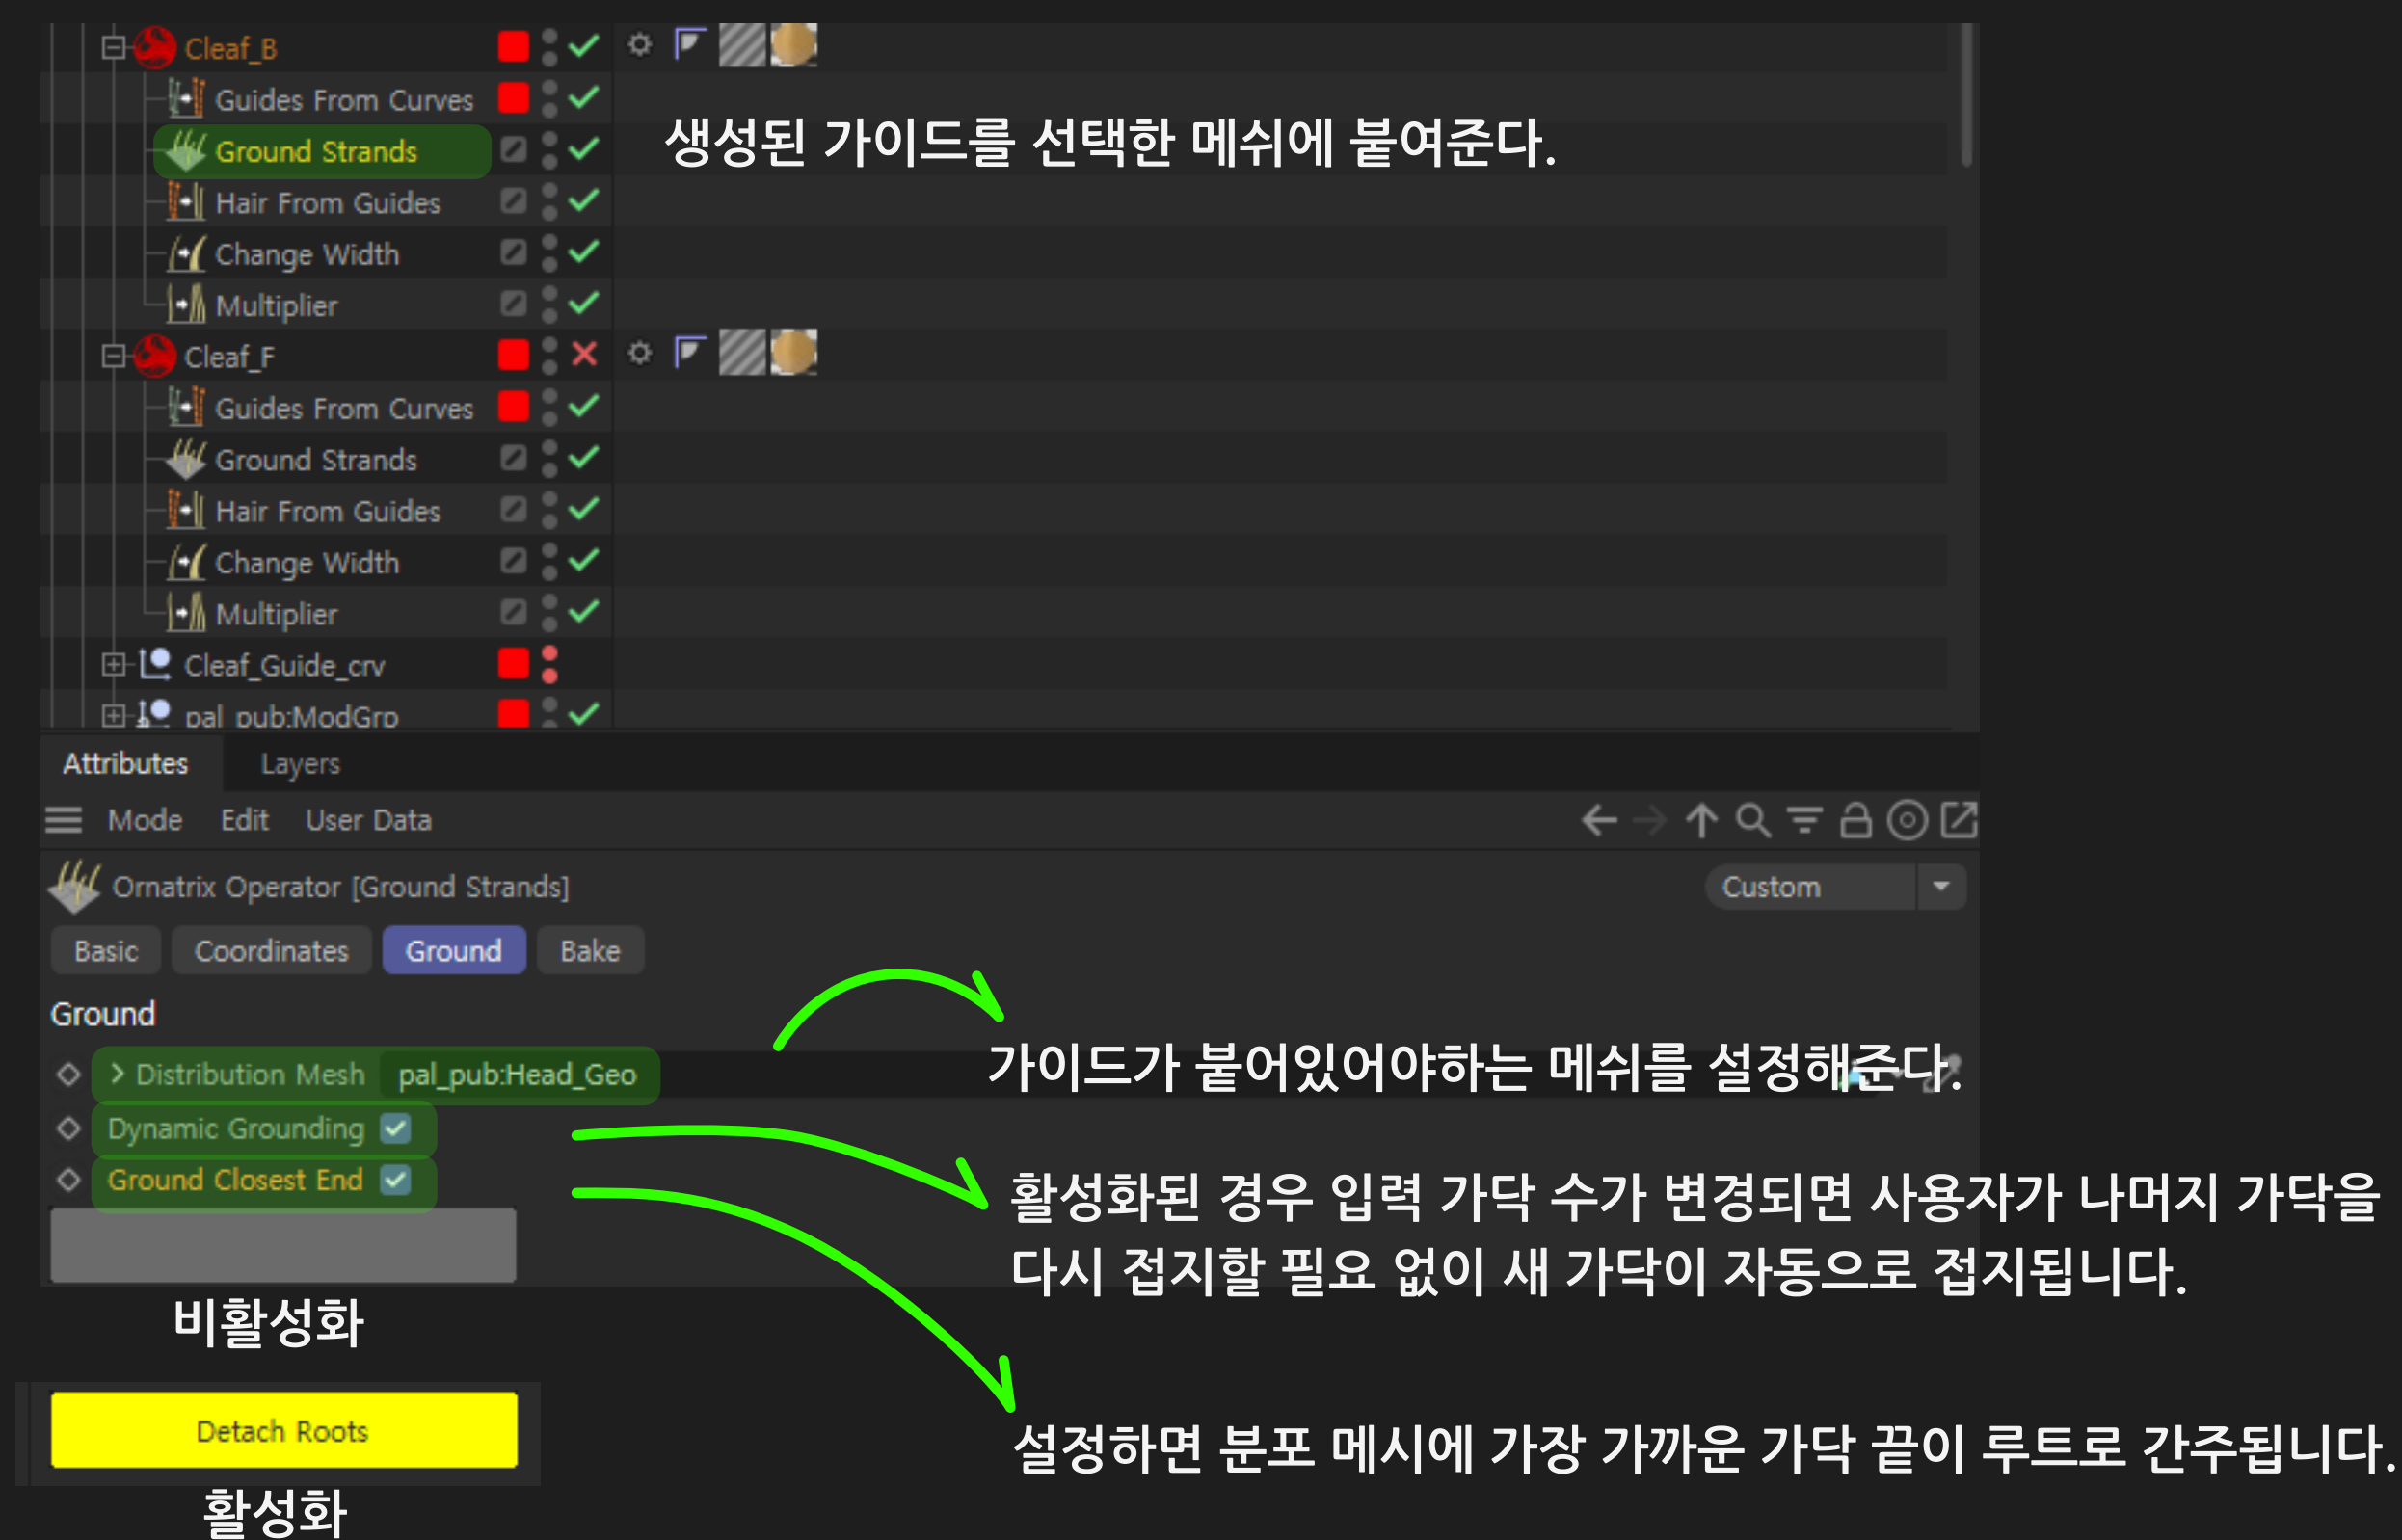 Cleaf_B
Guides From Curves
생성된 가이드를 선택한 메쉬에 붙여준다.
Ground Strands
Hair From Guides
Change Width
Multiplier
Cleaf_F
Guides From Curves
Ground Strands
Hair From Guides
Change Width
Multiplier
Cleaf_Guide_crv
pal_pub:ModGrp
Attributes Layers
Mode Edit User Data
Ornatrix Operator [Ground Strands] Custom
Basic Coordinates Ground Bake
Ground
Distribution Mesh pal_pub:Head_Geo
가이드가 붙어있어야하는 메쉬를 설정해준다.
Dynamic Grounding
Ground Closest End
활성화된 경우 입력 가닥 수가 변경되면 사용자가 나머지 가닥을
다시 접지할 필요 없이 새 가닥이 자동으로 접지됩니다.
비활성화
Detach Roots
설정하면 분포 메시에 가장 가까운 가닥 끝이 루트로 간주됩니다.
활성화